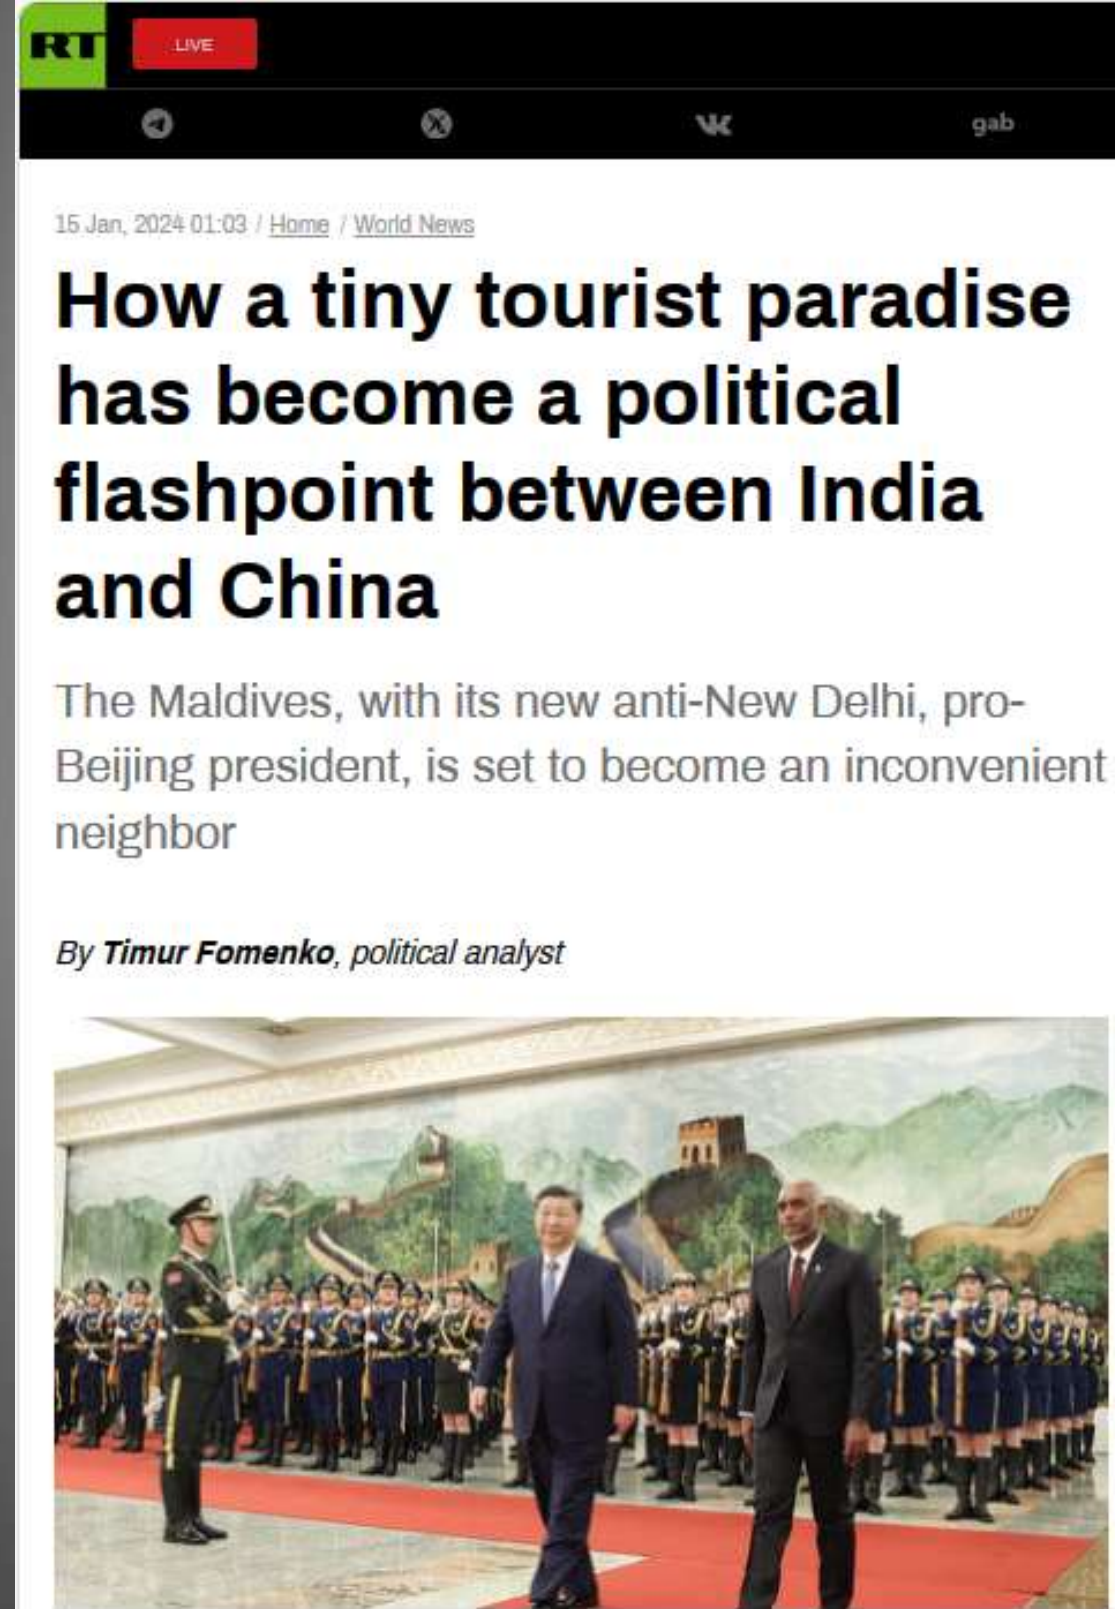 RT
LIVE
gab
15 Jan, 2024 01:03 / Home / World News
How a tiny tourist paradise
has become a political
flashpoint between India
and China
The Maldives, with its new anti-New Delhi, pro-
Beijing president, is set to become an inconvenient
neighbor
By Timur Fomenko, political analyst